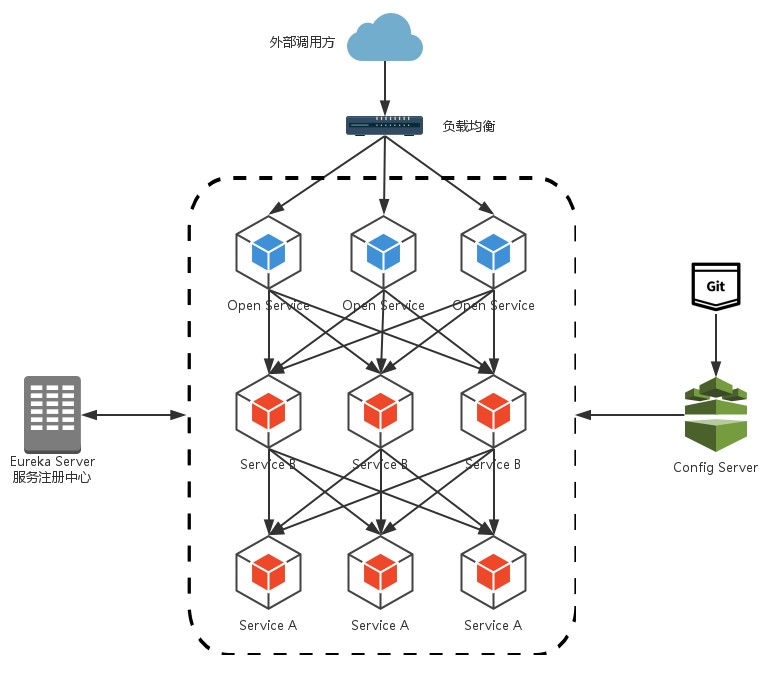 外部调用方
负载均衡
Open Service
Open Service
Open Service
Git
Eureka Server
服务注册中心
Service B
Service B
Service B
Config Server
Service A
Service A
Service A